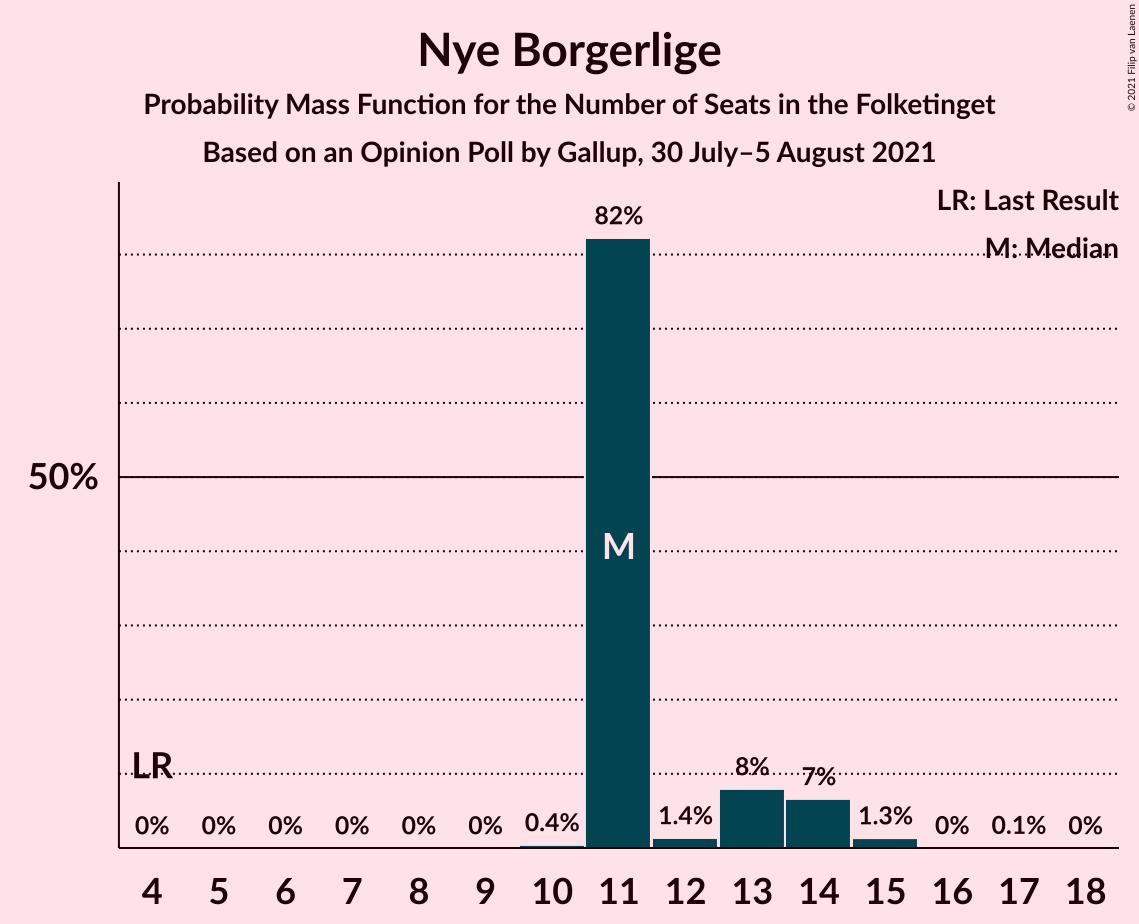 Nye Borgerlige
Probability Mass Function for the Number of Seats in the Folketinget
Based on an Opinion Poll by Gallup, 30 July–5 August 2021
© 2021 Filip van Laenen
LR: Last Result
M: Median
82%
50%
M
LR
0% 0% 0% 0% 0% 0% 0.4% 1.4% 8% 7% 1.3% 0% 0.1% 0%
4 5 6 7 8 9 10 11 12 13 14 15 16 17 18